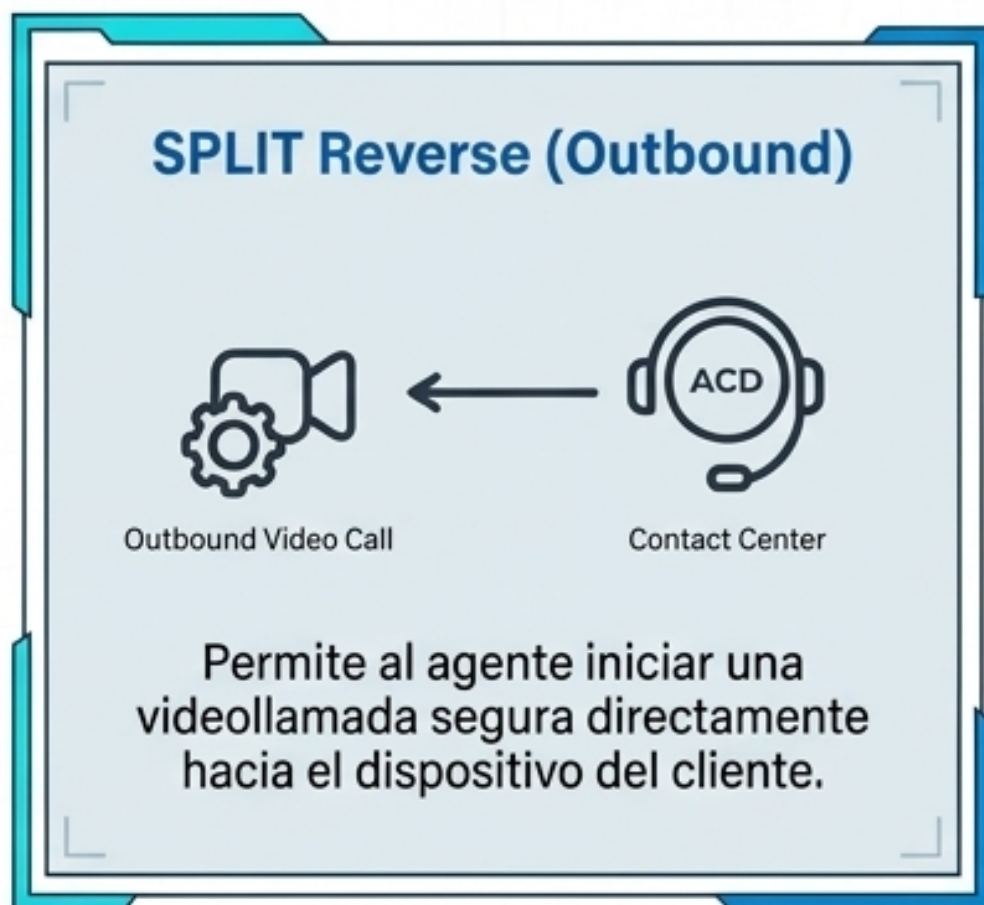 SPLIT Reverse (Outbound)
ACD
Outbound Video Call
Contact Center
Permite al agente iniciar una
videollamada segura directamente
hacia el dispositivo del cliente.